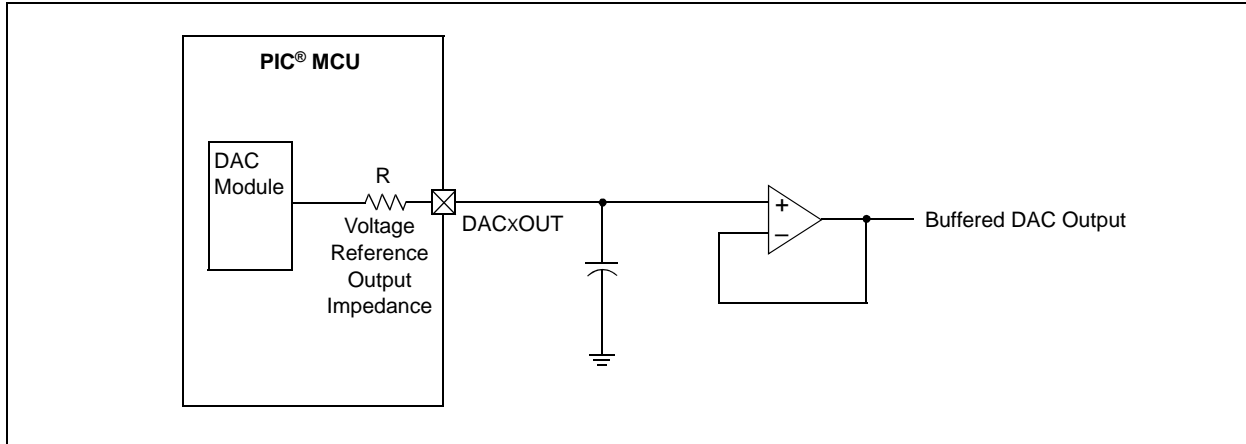 PIC® MCU
DAC
Module
R
Voltage
Reference
Output
Impedance
DACXOUT
+
–
Buffered DAC Output